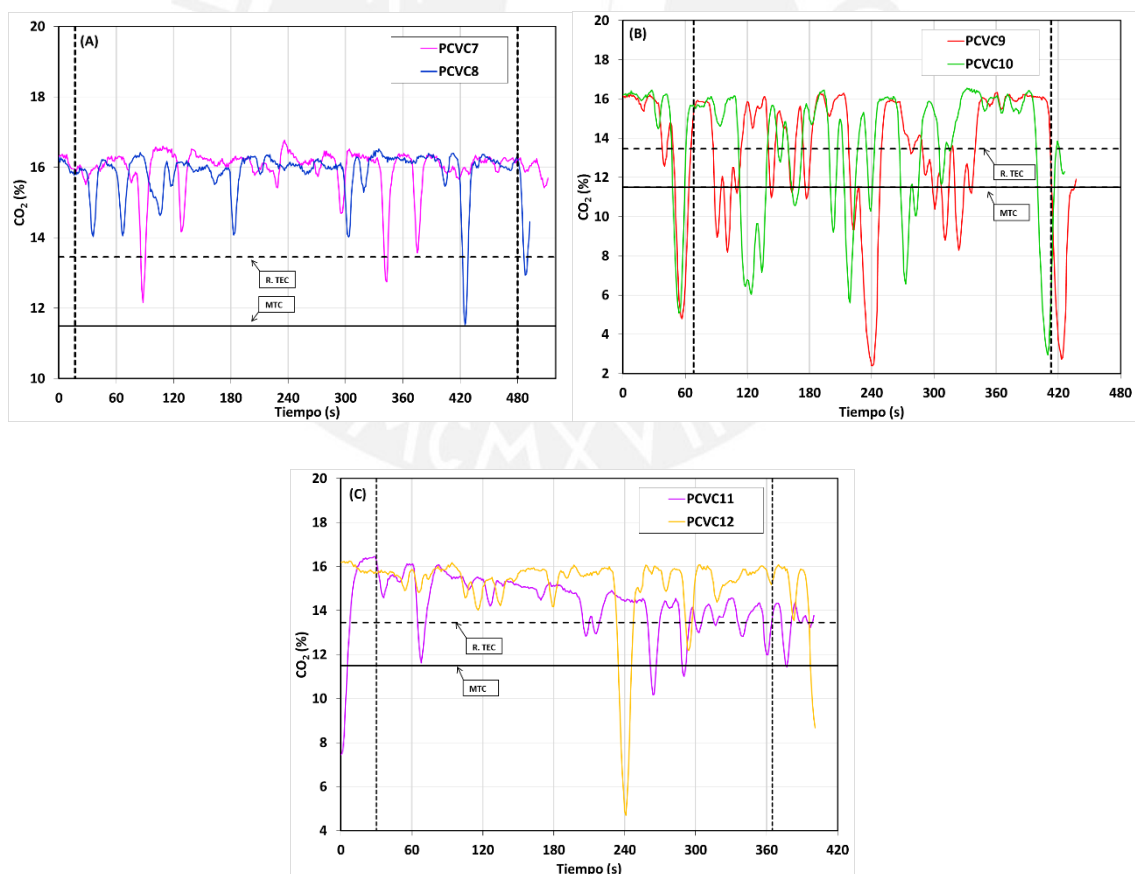 (A)
PCVC7
PCVC8
CO₂ (%)
20
18
16
14
12
10
R. TEC
MTC
0 60 120 180 240 300 360 420 480
Tiempo (s)
(B)
PCVC9
PCVC10
CO₂ (%)
20
18
16
14
12
10
8
6
4
2
R. TEC
MTC
0 60 120 180 240 300 360 420 480
Tiempo (s)
MCMXVII
(C)
PCVC11
PCVC12
CO₂ (%)
20
18
16
14
12
10
8
6
4
R. TEC
MTC
0 60 120 180 240 300 360 420
Tiempo (s)